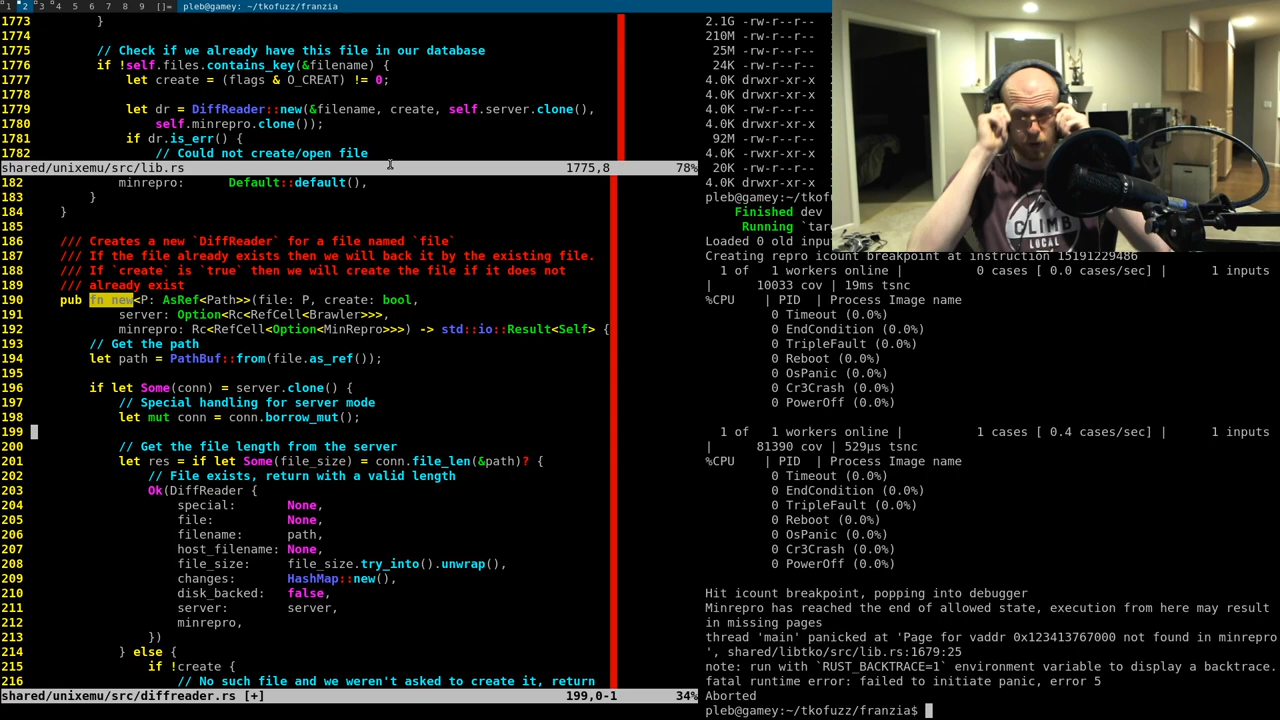 1 2 3 4 5 6 7 8 9 []= pleb@gamey: ~/tkofuzz/franzia
1773 }
1774
1775 // Check if we already have this file in our database
1776 if !self.files.contains_key(&filename) {
1777 let create = (flags & O_CREAT) != 0;
1778
1779 let dr = DiffReader::new(&filename, create, self.server.clone(),
1780 self.minrepro.clone());
1781 if dr.is_err() {
1782 // Could not create/open file
shared/unixemu/src/lib.rs 1775,8 78%
182 minrepro: Default::default(),
183 }
184 }
185
186 /// Creates a new `DiffReader` for a file named `file`
187 /// If the file already exists then we will back it by the existing file.
188 /// If `create` is `true` then we will create the file if it does not
189 /// already exist
190 pub fn new<P: AsRef<Path>>(file: P, create: bool,
191 server: Option<Rc<RefCell<Brawler>>>,
192 minrepro: Rc<RefCell<Option<MinRepro>>>) -> std::io::Result<Self> {
193 // Get the path
194 let path = PathBuf::from(file.as_ref());
195
196 if let Some(conn) = server.clone() {
197 // Special handling for server mode
198 let mut conn = conn.borrow_mut();
199
200 // Get the file length from the server
201 let res = if let Some(file_size) = conn.file_len(&path)? {
202 // File exists, return with a valid length
203 Ok(DiffReader {
204 special: None,
205 file: None,
206 filename: path,
207 host_filename: None,
208 file_size: file_size.try_into().unwrap(),
209 changes: HashMap::new(),
210 disk_backed: false,
211 server: server,
212 minrepro,
213 })
214 } else {
215 if !create {
216 // No such file and we weren't asked to create it, return
shared/unixemu/src/diffreader.rs [+] 199,0-1 34%
2.1G -rw-r--r--
210M -rw-r--r--
25M -rw-r--r--
24K -rw-r--r--
4.0K drwxr-xr-x
4.0K drwxr-xr-x
4.0K -rw-r--r--
4.0K drwxr-xr-x
92M -rw-r--r--
4.0K drwxr-xr-x
20K -rw-r--r--
4.0K drwxr-xr-x
pleb@gamey:~/tkof
Finished dev
Running `tar
Loaded 0 old inpu
Creating repro icount breakpoint at instruction 15191229486
1 of 1 workers online | 0 cases [ 0.0 cases/sec] | 1 inputs
| 10033 cov | 19ms tsnc
%CPU | PID | Process Image name
0 Timeout (0.0%)
0 EndCondition (0.0%)
0 TripleFault (0.0%)
0 Reboot (0.0%)
0 OsPanic (0.0%)
0 Cr3Crash (0.0%)
0 PowerOff (0.0%)
1 of 1 workers online | 1 cases [ 0.4 cases/sec] | 1 inputs
| 81390 cov | 529µs tsnc
%CPU | PID | Process Image name
0 Timeout (0.0%)
0 EndCondition (0.0%)
0 TripleFault (0.0%)
0 Reboot (0.0%)
0 OsPanic (0.0%)
0 Cr3Crash (0.0%)
0 PowerOff (0.0%)
Hit icount breakpoint, popping into debugger
Minrepro has reached the end of allowed state, execution from here may result
in missing pages
thread 'main' panicked at 'Page for vaddr 0x123413767000 not found in minrepro
', shared/libtko/src/lib.rs:1679:25
note: run with `RUST_BACKTRACE=1` environment variable to display a backtrace.
fatal runtime error: failed to initiate panic, error 5
Aborted
pleb@gamey:~/tkofuzz/franzia$
CLIMB
LOCAL